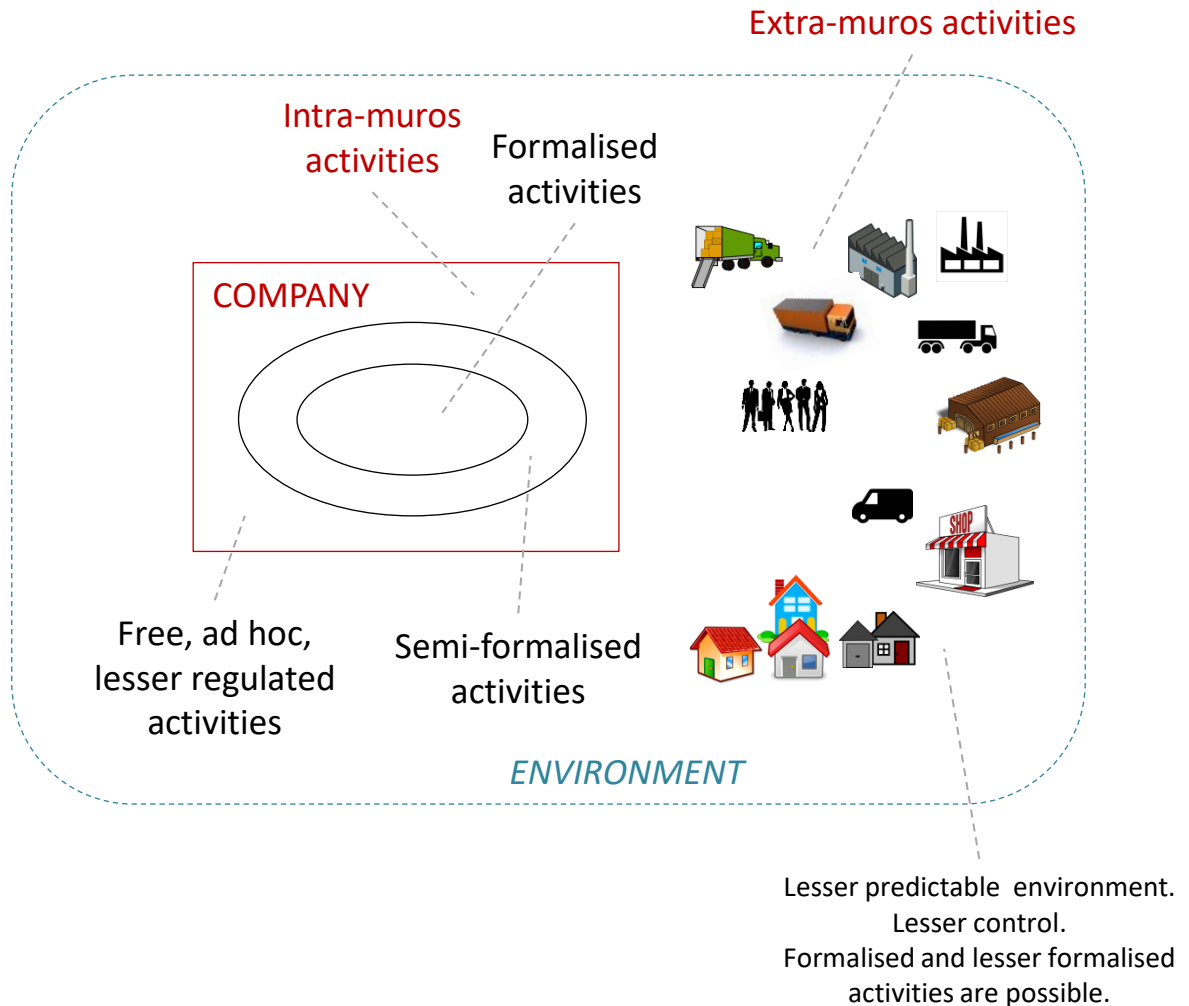 Extra-muros activities
Intra-muros
activities
Formalised
activities
COMPANY
SHOP
Free, ad hoc,
lesser regulated
activities
Semi-formalised
activities
ENVIRONMENT
Lesser predictable  environment.
Lesser control.
Formalised and lesser formalised
activities are possible.